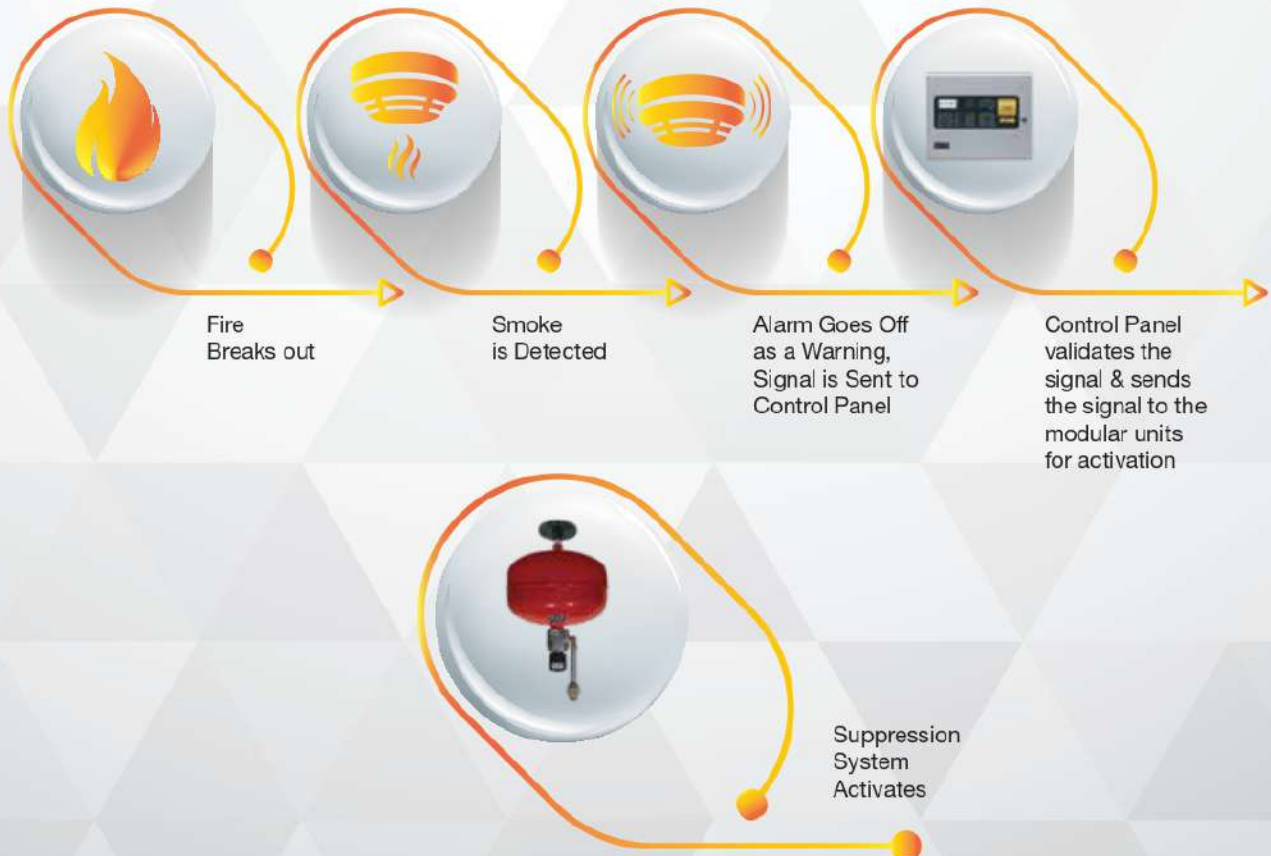 Fire
Breaks out
Smoke
is Detected
Alarm Goes Off
as a Warning,
Signal is Sent to
Control Panel
Control Panel
validates the
signal & sends
the signal to the
modular units
for activation
Suppression
System
Activates